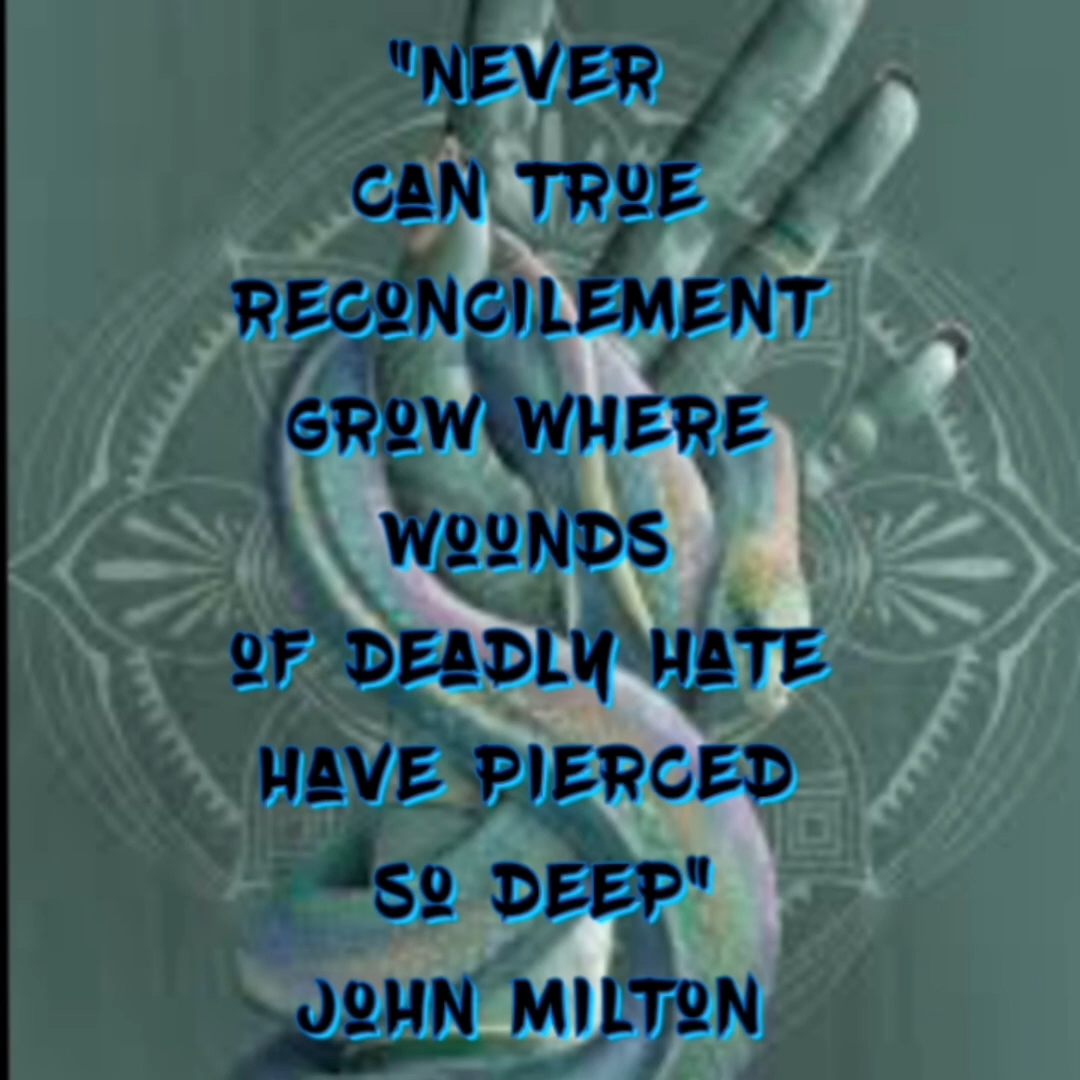 "NEVER
CAN TRUE
RECONCILEMENT
GROW WHERE
WOUNDS
OF DEADLY HATE
HAVE PIERCED
SO DEEP"
JOHN MILTON